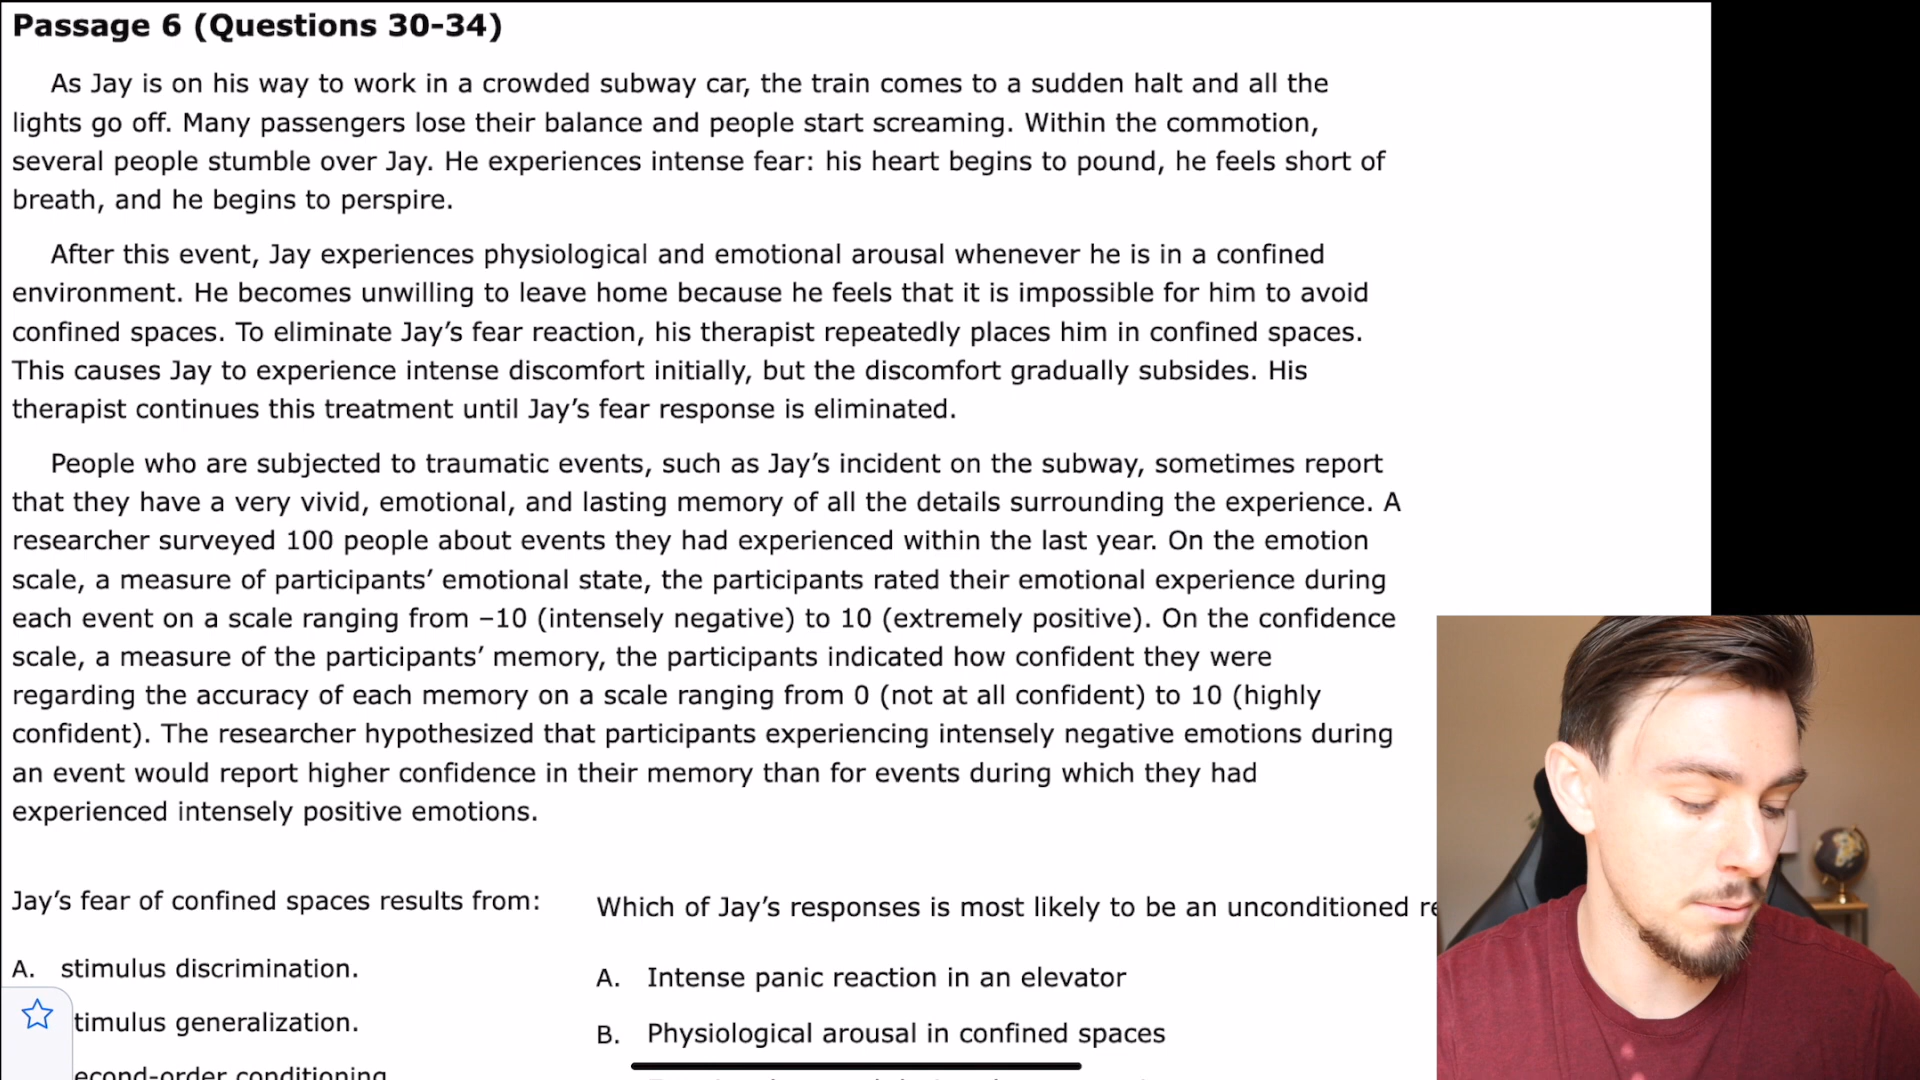 Passage 6 (Questions 30-34)
As Jay is on his way to work in a crowded subway car, the train comes to a sudden halt and all the
lights go off. Many passengers lose their balance and people start screaming. Within the commotion,
several people stumble over Jay. He experiences intense fear: his heart begins to pound, he feels short of
breath, and he begins to perspire.
After this event, Jay experiences physiological and emotional arousal whenever he is in a confined
environment. He becomes unwilling to leave home because he feels that it is impossible for him to avoid
confined spaces. To eliminate Jay’s fear reaction, his therapist repeatedly places him in confined spaces.
This causes Jay to experience intense discomfort initially, but the discomfort gradually subsides. His
therapist continues this treatment until Jay’s fear response is eliminated.
People who are subjected to traumatic events, such as Jay’s incident on the subway, sometimes report
that they have a very vivid, emotional, and lasting memory of all the details surrounding the experience. A
researcher surveyed 100 people about events they had experienced within the last year. On the emotion
scale, a measure of participants’ emotional state, the participants rated their emotional experience during
each event on a scale ranging from –10 (intensely negative) to 10 (extremely positive). On the confidence
scale, a measure of the participants’ memory, the participants indicated how confident they were
regarding the accuracy of each memory on a scale ranging from 0 (not at all confident) to 10 (highly
confident). The researcher hypothesized that participants experiencing intensely negative emotions during
an event would report higher confidence in their memory than for events during which they had
experienced intensely positive emotions.
Jay’s fear of confined spaces results from:
A. stimulus discrimination.
timulus generalization.
econd-order conditioning
Which of Jay’s responses is most likely to be an unconditioned re
A. Intense panic reaction in an elevator
B. Physiological arousal in confined spaces